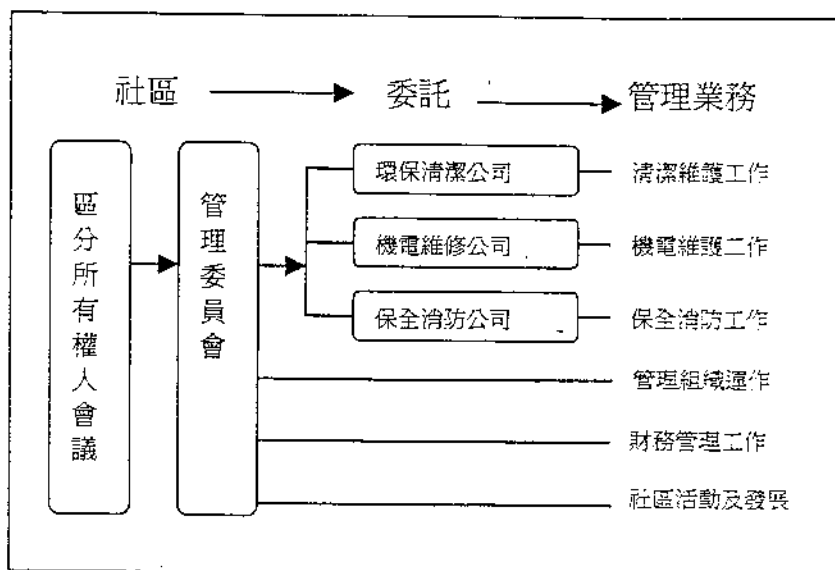 社區 委託 管理業務
區分所有權人會議
管理委員會
環保清潔公司 清潔維護工作
機電維修公司 機電維護工作
保全消防公司 保全消防工作
管理組織運作
財務管理工作
社區活動及發展